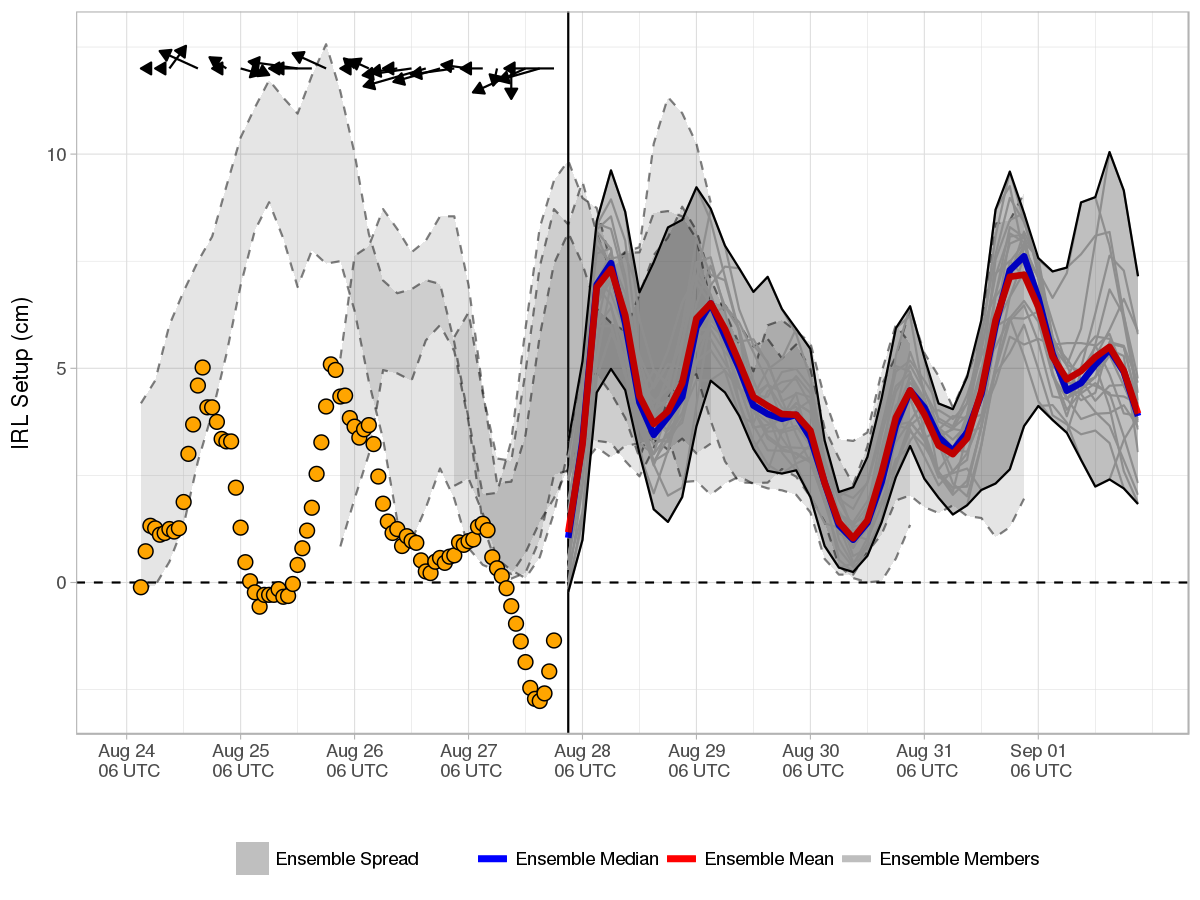 IRL Setup (cm)
10
5
0
Aug 24 Aug 25 Aug 26 Aug 27 Aug 28 Aug 29 Aug 30 Aug 31 Sep 01
06 UTC 06 UTC 06 UTC 06 UTC 06 UTC 06 UTC 06 UTC 06 UTC 06 UTC
Ensemble Spread Ensemble Median Ensemble Mean Ensemble Members